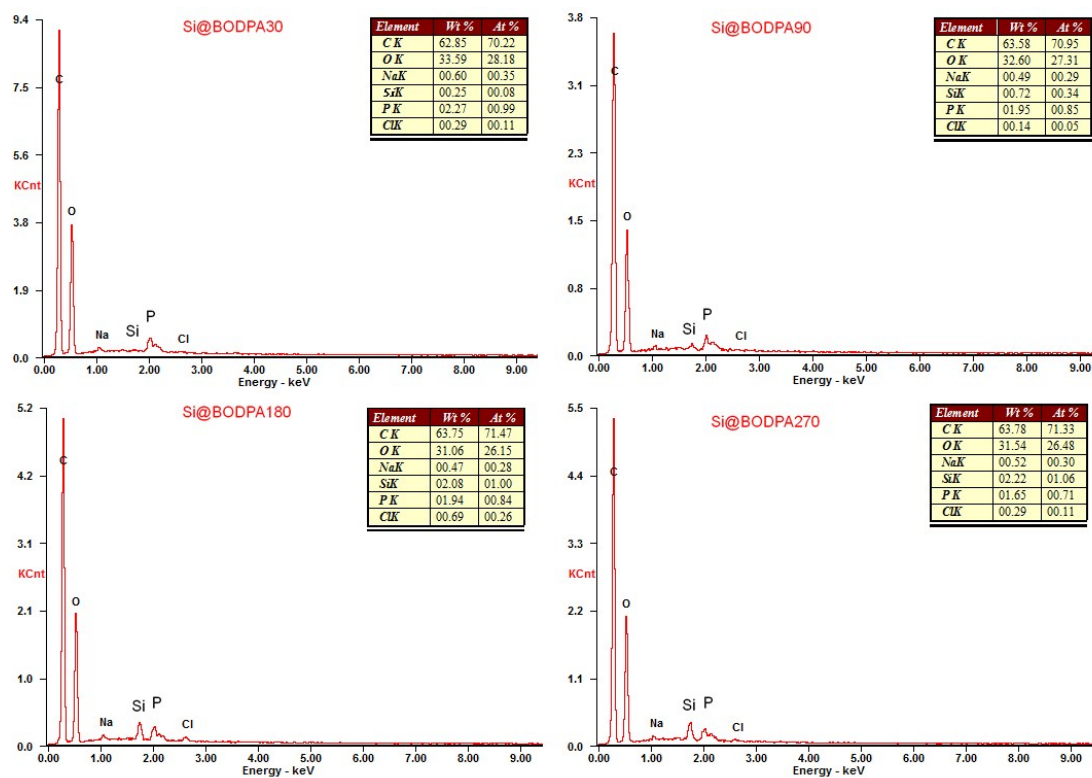 Si@BODPA30
Element Wt % At %
C K 62.85 70.22
O K 33.59 28.18
NaK 00.60 00.35
SiK 00.25 00.08
P K 02.27 00.99
ClK 00.29 00.11
9.4
7.5
5.6
3.8
1.9
0.0
KCnt
C
O
Na
Si
P
Cl
0.00 1.00 2.00 3.00 4.00 5.00 6.00 7.00 8.00 9.00
Energy - keV
Si@BODPA90
Element Wt % At %
C K 63.58 70.95
O K 32.60 27.31
NaK 00.49 00.29
SiK 00.72 00.34
P K 01.95 00.85
ClK 00.14 00.05
3.8
3.1
2.3
1.5
0.8
0.0
KCnt
C
O
Na
Si
P
Cl
0.00 1.00 2.00 3.00 4.00 5.00 6.00 7.00 8.00 9.00
Energy - keV
Si@BODPA180
Element Wt % At %
C K 63.75 71.47
O K 31.06 26.15
NaK 00.47 00.28
SiK 02.08 01.00
P K 01.94 00.84
ClK 00.69 00.26
5.2
4.2
3.1
2.1
1.0
0.0
KCnt
C
O
Na
Si
P
Cl
0.00 1.00 2.00 3.00 4.00 5.00 6.00 7.00 8.00 9.00
Energy - keV
Si@BODPA270
Element Wt % At %
C K 63.78 71.33
O K 31.54 26.48
NaK 00.52 00.30
SiK 02.22 01.06
P K 01.65 00.71
ClK 00.29 00.11
5.5
4.4
3.3
2.2
1.1
0.0
KCnt
C
O
Na
Si
P
Cl
0.00 1.00 2.00 3.00 4.00 5.00 6.00 7.00 8.00 9.00
Energy - keV